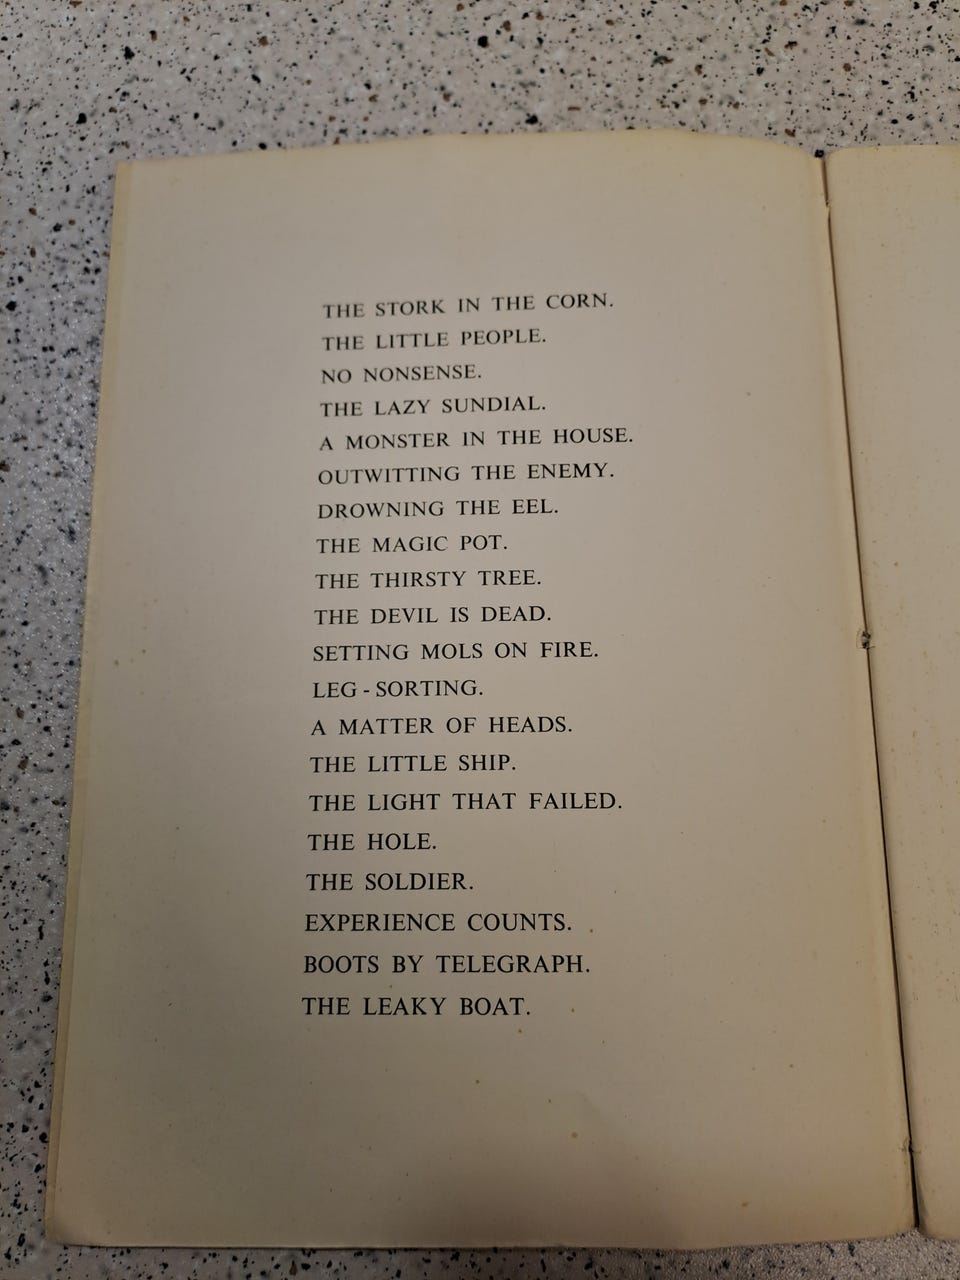 THE STORK IN THE CORN.
THE LITTLE PEOPLE.
NO NONSENSE.
THE LAZY SUNDIAL.
A MONSTER IN THE HOUSE.
OUTWITTING THE ENEMY.
DROWNING THE EEL.
THE MAGIC POT.
THE THIRSTY TREE.
THE DEVIL IS DEAD.
SETTING MOLS ON FIRE.
LEG - SORTING.
A MATTER OF HEADS.
THE LITTLE SHIP.
THE LIGHT THAT FAILED.
THE HOLE.
THE SOLDIER.
EXPERIENCE COUNTS.
BOOTS BY TELEGRAPH.
THE LEAKY BOAT.